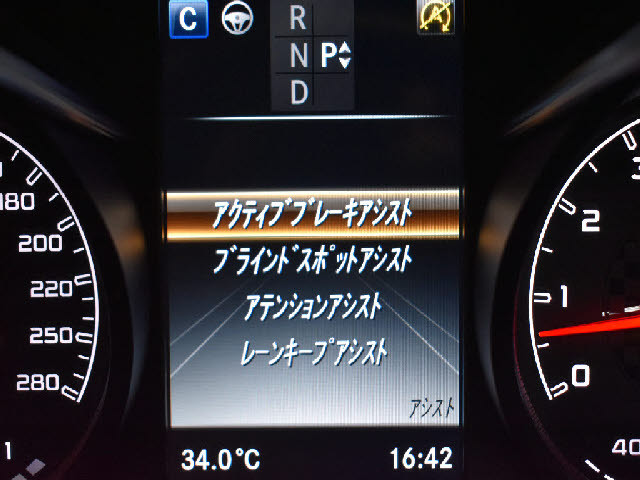 C
R
N P
D
A
アクティブブレーキアシスト
ブラインドスポットアシスト
アテンションアシスト
レーンキープアシスト
アシスト
34.0°C 16:42
180
200
220
250
280
1
3
2
1
0
40